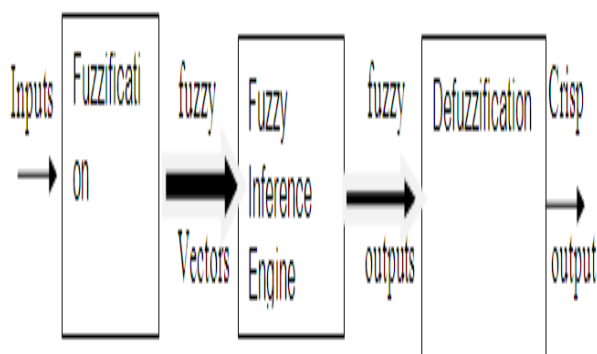 Inputs
Fuzzificati
on
fuzzy
Vectors
Fuzzy
Inference
Engine
fuzzy
outputs
Defuzzification
Crisp
output